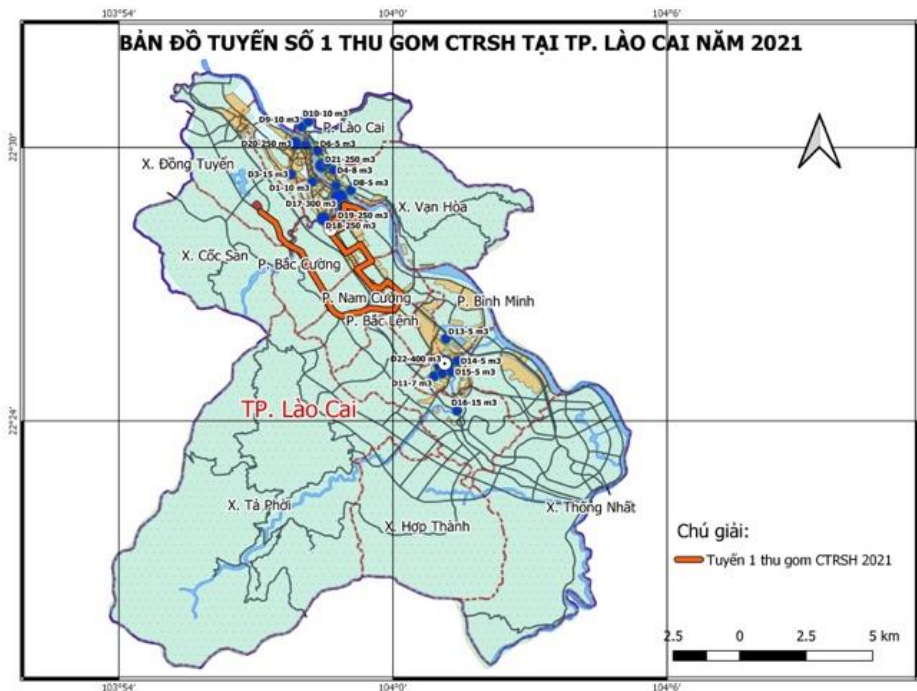 103°54'
104°0'
104°6'
BẢN ĐỒ TUYẾN SỐ 1 THU GOM CTRSH TẠI TP. LÀO CAI NĂM 2021
D10-10 m3
D9-10 m3
P. Lào Cai
22°30'
D20-250 m3
D6-5 m3
X. Đồng Tuyển
D21-250 m3
D3-15 m3
D4-8 m3
D1-10 m3
D8-5 m3
D17-300 m3
X. Vạn Hòa
D19-250 m3
D18-250 m3
X. Cốc San
P. Bắc Cường
P. Nam Cường
P. Bình Minh
P. Bắc Lệnh
D13-5 m3
D22-400 m3
D14-5 m3
D15-5 m3
D11-7 m3
D16-15 m3
TP. Lào Cai
22°24'
X. Tả Phời
X. Hợp Thành
X. Thống Nhất
Chú giải:
Tuyến 1 thu gom CTRSH 2021
2.5 0 2.5 5 km
103°54'
104°0'
104°6'